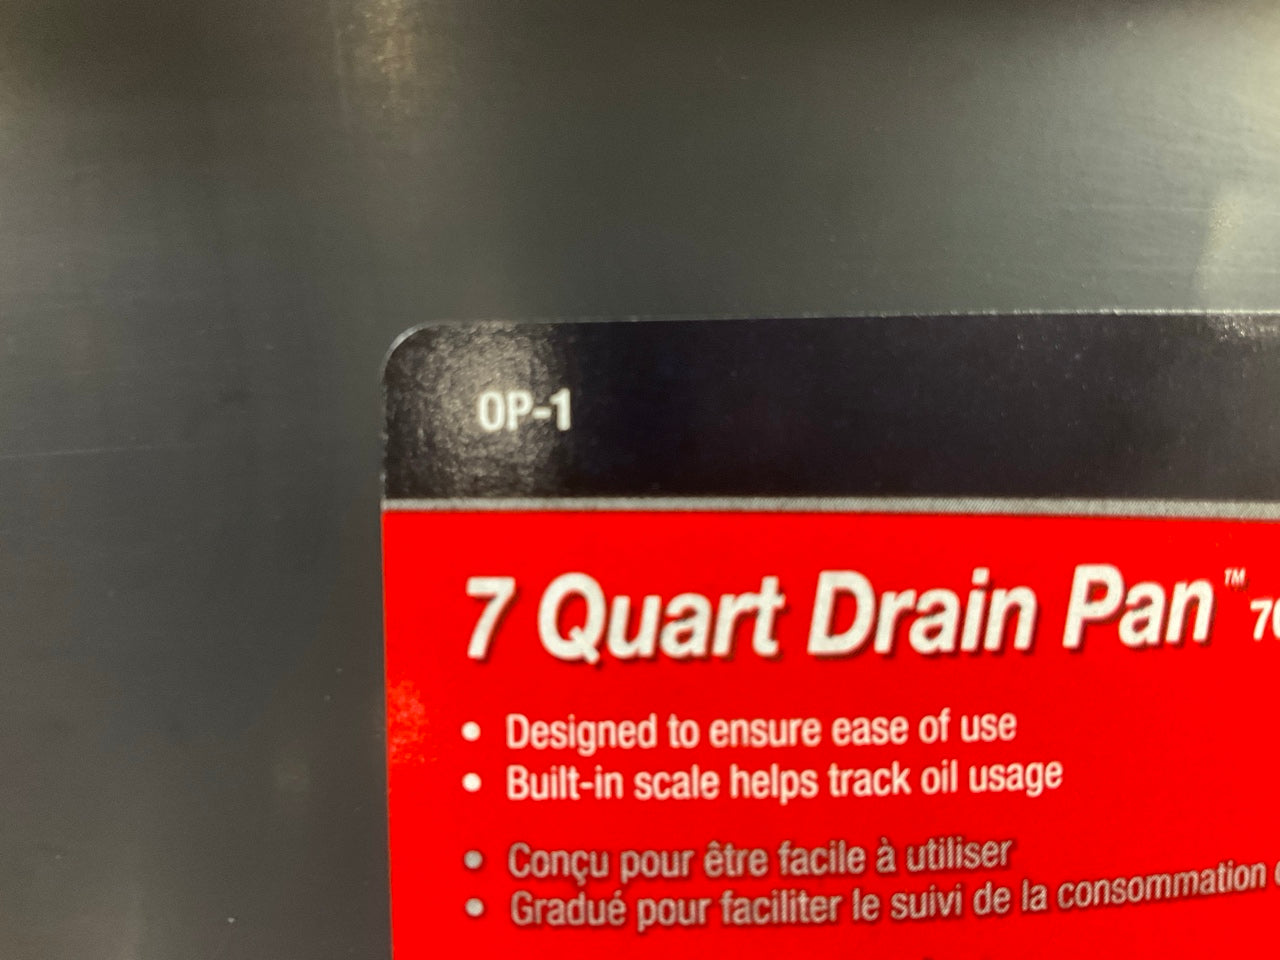 OP-1
7 Quart Drain Pan™
• Designed to ensure ease of use
• Built-in scale helps track oil usage
• Conçu pour être facile à utiliser
• Gradué pour faciliter le suivi de la consommation